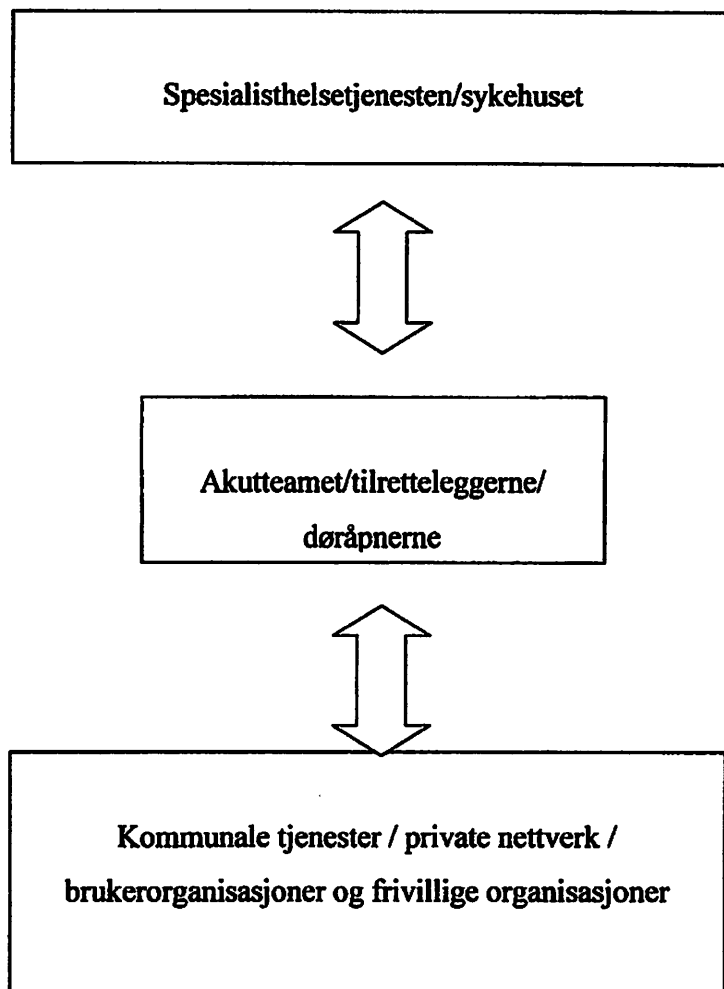 Spesialisthelsetjenesten/sykehuset
Akutteamet/tilretteleggerne/
døråpnerne
Kommunale tjenester / private nettverk /
brukerorganisasjoner og frivillige organisasjoner